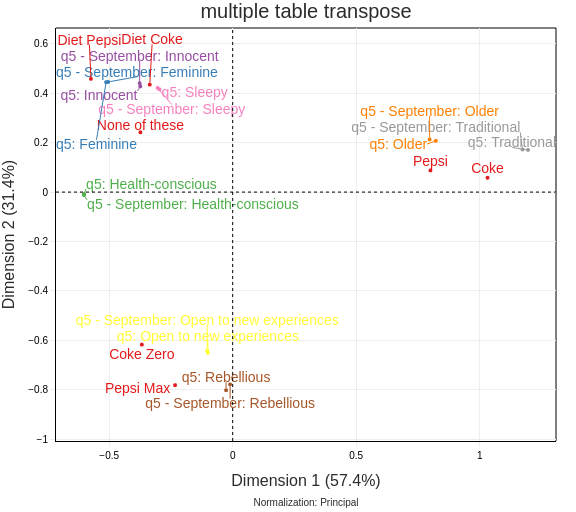 multiple table transpose
0.6
Diet Pepsi
Diet Coke
q5 - September: Innocent
q5 - September: Feminine
q5: Innocent
q5: Sleepy
0.4
q5 - September: Sleepy
q5 - September: Older
None of these
q5 - September: Traditional
q5: Feminine
q5: Older
q5: Traditional
0.2
Pepsi
Coke
q5: Health-conscious
0
q5 - September: Health-conscious
−0.2
−0.4
q5 - September: Open to new experiences
q5: Open to new experiences
−0.6
Coke Zero
q5: Rebellious
Pepsi Max
−0.8
q5 - September: Rebellious
−1
Dimension 2 (31.4%)
−0.5
0
0.5
1
Dimension 1 (57.4%)
Normalization: Principal